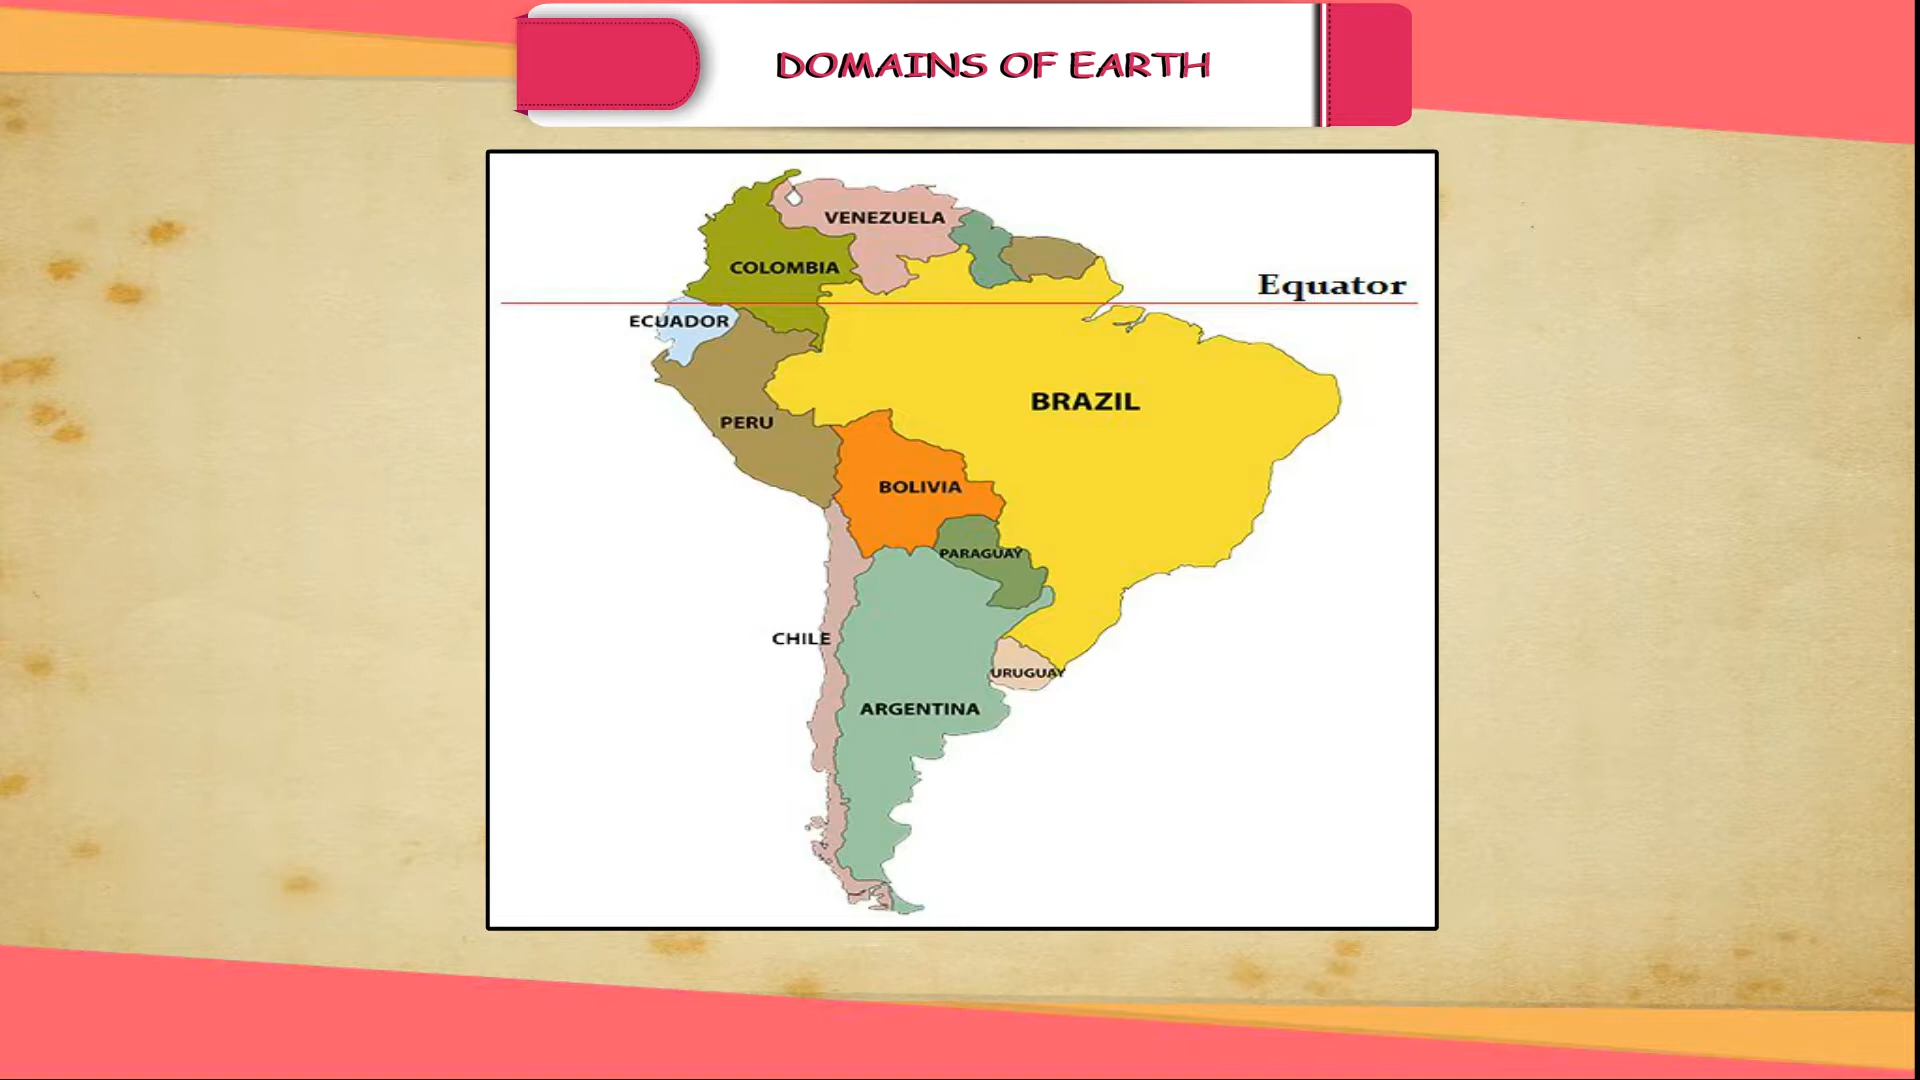 DOMAINS OF EARTH
VENEZUELA
COLOMBIA
Equator
ECUADOR
BRAZIL
PERU
BOLIVIA
PARAGUAY
CHILE
URUGUAY
ARGENTINA